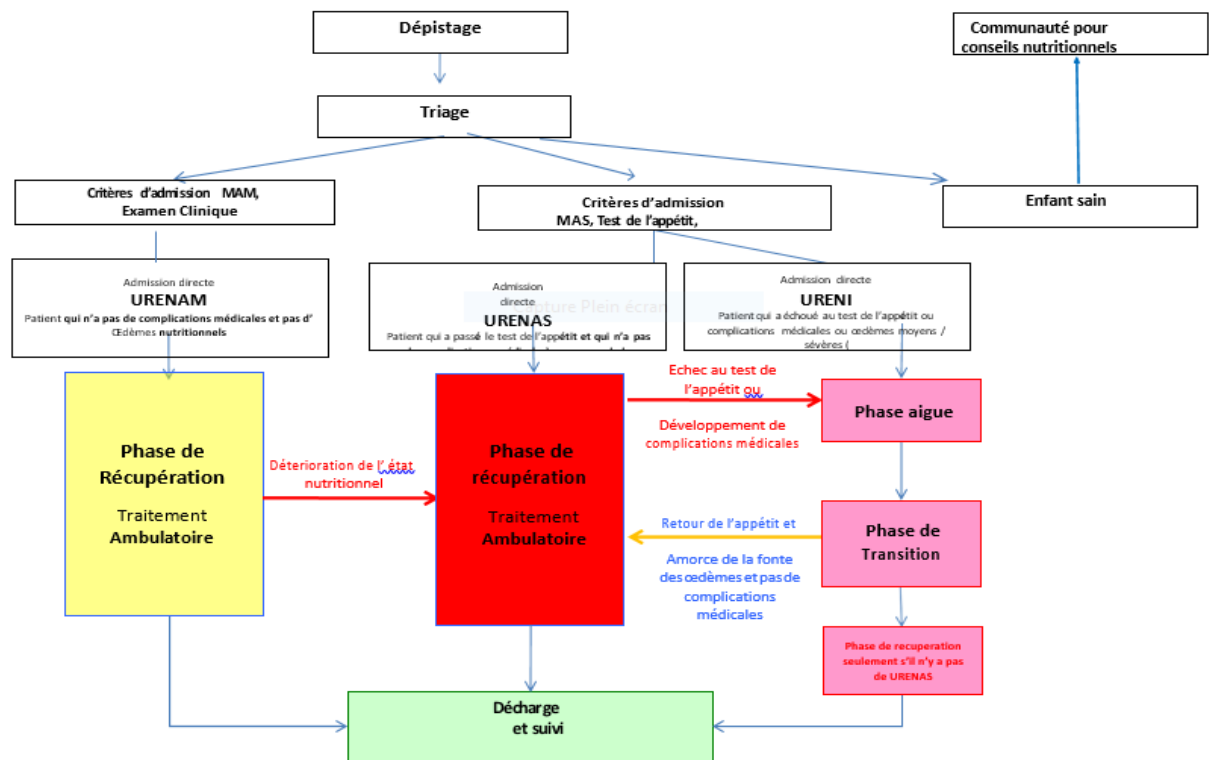 Dépistage
Communauté pour
conseils nutritionnels
Triage
Critères d'admission MAM,
Examen Clinique
Critères d'admission
MAS, Test de l'appétit,
Enfant sain
Admission directe
URENAM
Patient qui n'a pas de complications médicales et pas d'
Œdèmes nutritionnels
Admission
directe
URENAS
Patient qui a passé le test de l'appétit et qui n'a pas
Capture Plein écran
Admission directe
URENI
Patient qui a échoué au test de l'appétit ou
complications médicales ou œdèmes moyens /
sévères (
Phase de
Récupération
Traitement
Ambulatoire
Déterioration de l' état
nutritionnel
Phase de
récupération
Traitement
Ambulatoire
Echec au test de
l'appétit ou
Développement de
complications médicales
Retour de l'appétit et
Amorce de la fonte
des œdèmes et pas de
complications
médicales
Phase aigue
Phase de
Transition
Phase de recuperation
seulement s'il n'y a pas
de URENAS
Décharge
et suivi